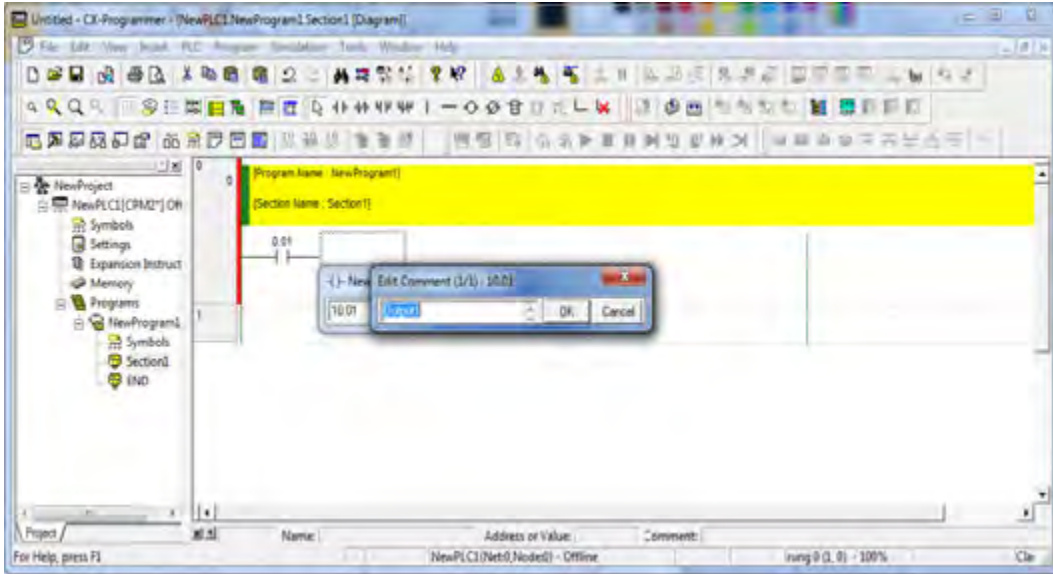 Untitled - CX-Programmer - [NewPLC1.NewProgram1.Section1 [Diagram]]
File Edit View Insert PLC Program Simulation Tools Window Help
NewProject
NewPLC1[CPM2*] Offl
Symbols
Settings
Expansion Instruct
Memory
Programs
NewProgram1
Symbols
Section1
END
Project
0
0
[Program Name : NewProgram1]
[Section Name : Section1]
0.01
-( )- New
10.01
Edit Comment (1/1) : 10.01
Output1
OK
Cancel
1
Name:
Address or Value:
Comment:
For Help, press F1
NewPLC1(Net:0,Node:0) - Offline
rung 0 (1, 0) - 100%